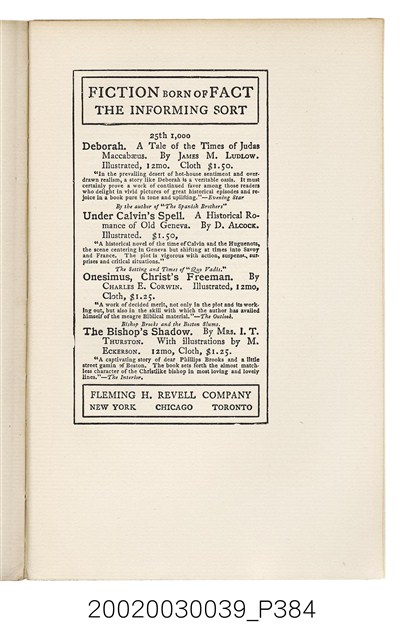 FICTION BORN OF FACT
THE INFORMING SORT
25th 1,000
Deborah. A Tale of the Times of Judas
Maccabæus. By JAMES M. LUDLOW.
Illustrated, 12mo. Cloth $1.50.
"In the prevailing desert of hot-house sentiment and over-
drawn realism, a story like Deborah is a veritable oasis. It must
certainly prove a work of continued favor among those readers
who delight in vivid pictures of great historical episodes and re-
joice in a book pure in tone and uplifting."—Evening Star
By the author of "The Spanish Brothers"
Under Calvin's Spell. A Historical Ro-
mance of Old Geneva. By D. ALCOCK.
Illustrated. $1.50,
"A historical novel of the time of Calvin and the Huguenots,
the scene centering in Geneva but shifting at times into Savoy
and France. The plot is vigorous with action, suspense, sur-
prises and critical situations."
The Setting and Times of "Quo Vadis."
Onesimus, Christ's Freeman. By
CHARLES E. CORWIN. Illustrated, 12mo,
Cloth, $1.25.
"A work of decided merit, not only in the plot and its work-
ing out, but also in the skill with which the author has availed
himself of the meagre Biblical material."—The Outlook.
Bishop Brooks and the Boston Slums.
The Bishop's Shadow. By MRS. I. T.
THURSTON. With illustrations by M.
ECKERSON. 12mo, Cloth, $1.25.
"A captivating story of dear Phillips Brooks and a little
street gamin of Boston. The book sets forth the almost match-
less character of the Christlike bishop in most loving and lovely
lines."—The Interior.
FLEMING H. REVELL COMPANY
NEW YORK CHICAGO TORONTO
20020030039_P384